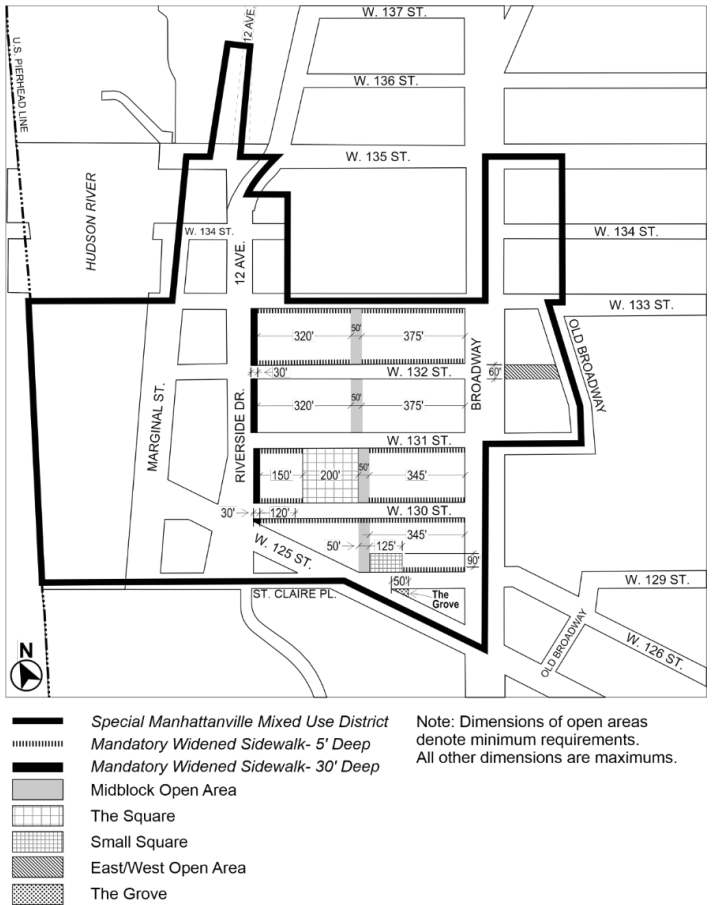 W. 137 ST.
12 AVE.
U.S. PIERHEAD LINE
W. 136 ST.
W. 135 ST.
HUDSON RIVER
W. 134 ST.
W. 134 ST.
12 AVE.
W. 133 ST.
320'
50'
375'
BROADWAY
OLD BROADWAY
30'
W. 132 ST.
60'
MARGINAL ST.
RIVERSIDE DR.
320'
50'
375'
W. 131 ST.
150'
200'
50'
345'
30'
120'
W. 130 ST.
W. 125 ST.
50'
345'
125'
90'
ST. CLAIRE PL.
50'
The
Grove
W. 129 ST.
OLD BROADWAY
W. 126 ST.
N
Special Manhattanville Mixed Use District
Mandatory Widened Sidewalk- 5' Deep
Mandatory Widened Sidewalk- 30' Deep
Midblock Open Area
The Square
Small Square
East/West Open Area
The Grove
Note: Dimensions of open areas
denote minimum requirements.
All other dimensions are maximums.